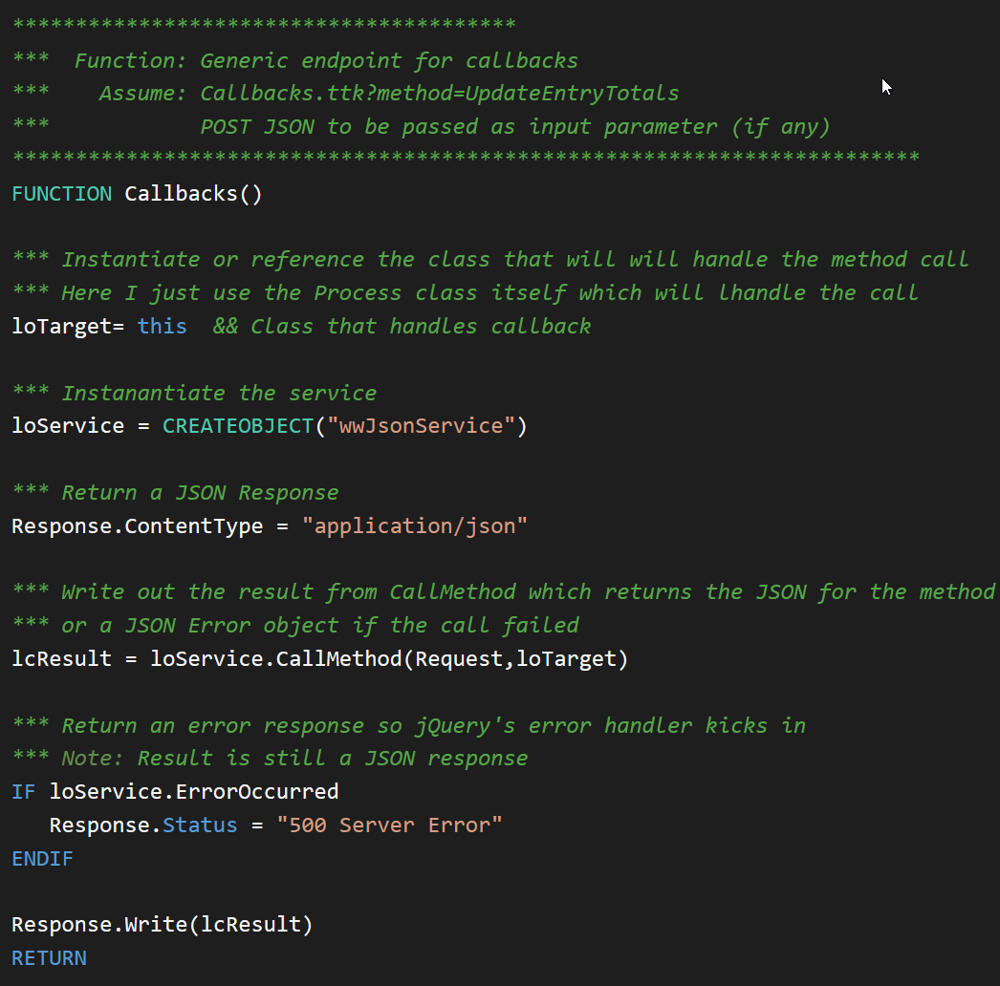 ****************************************
***  Function: Generic endpoint for callbacks
***    Assume: Callbacks.ttk?method=UpdateEntryTotals
***            POST JSON to be passed as input parameter (if any)
************************************************************************
FUNCTION Callbacks()
*** Instantiate or reference the class that will will handle the method call
*** Here I just use the Process class itself which will lhandle the call
loTarget= this  && Class that handles callback
*** Instanantiate the service
loService = CREATEOBJECT("wwJsonService")
*** Return a JSON Response
Response.ContentType = "application/json"
*** Write out the result from CallMethod which returns the JSON for the method
*** or a JSON Error object if the call failed
lcResult = loService.CallMethod(Request,loTarget)
*** Return an error response so jQuery's error handler kicks in
*** Note: Result is still a JSON response
IF loService.ErrorOccurred
   Response.Status = "500 Server Error"
ENDIF
Response.Write(lcResult)
RETURN